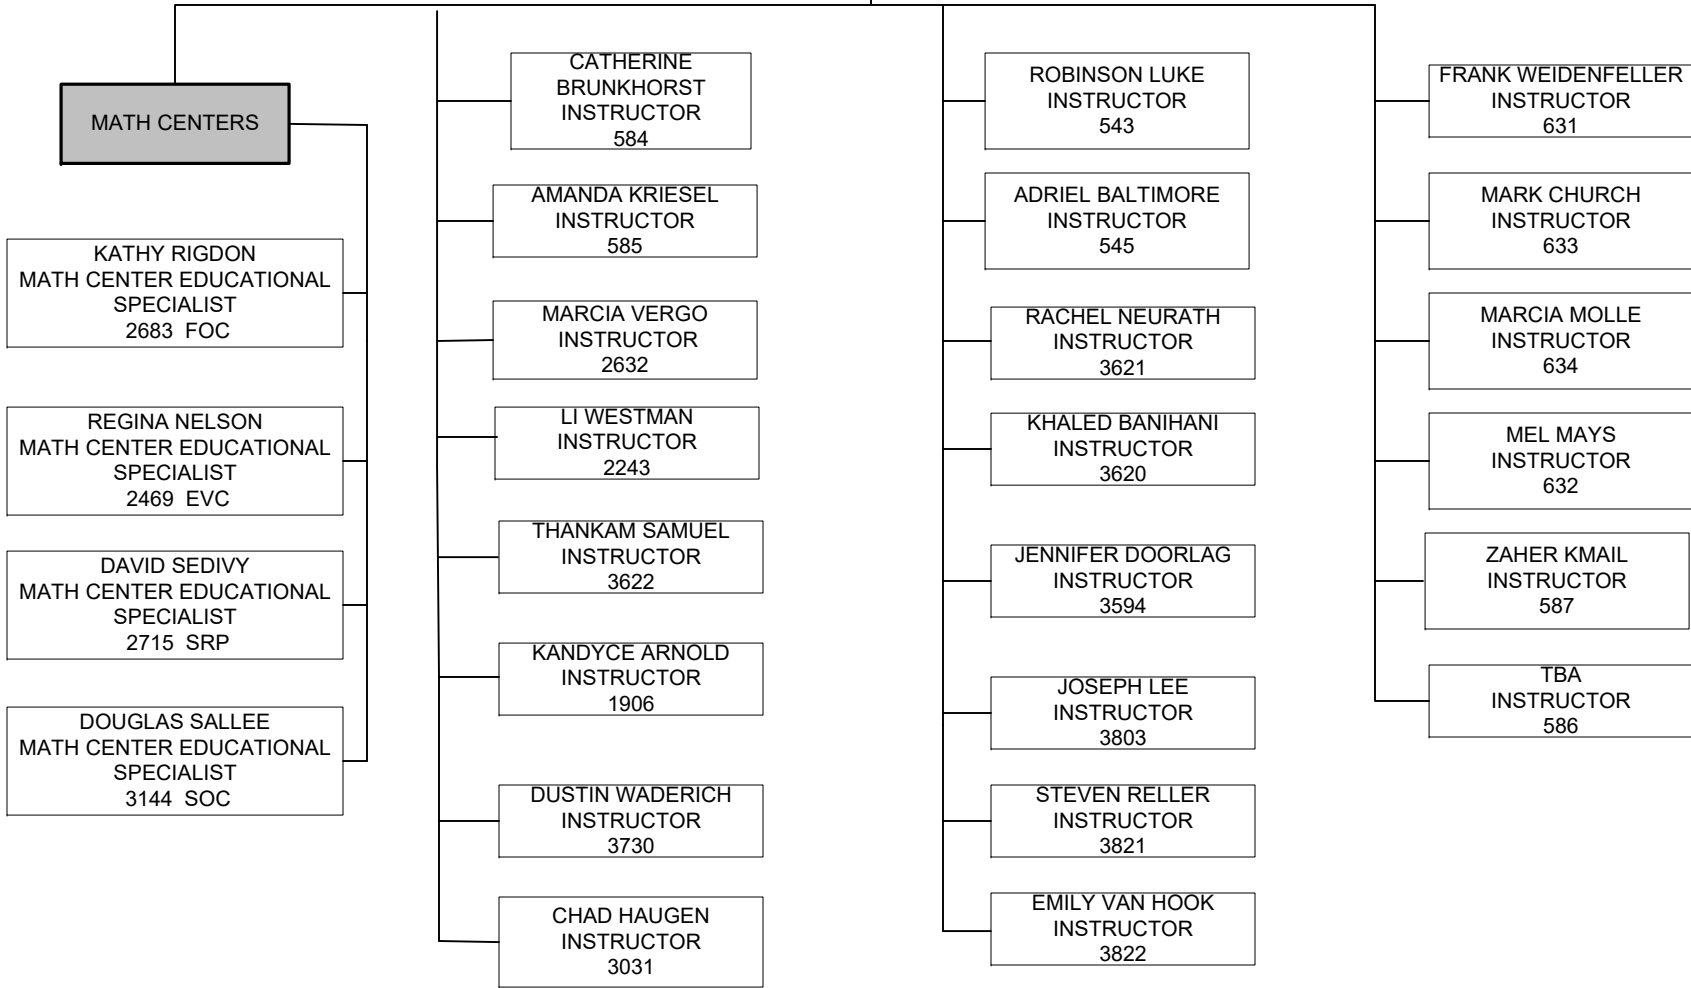 MATH CENTERS
KATHY RIGDON
MATH CENTER EDUCATIONAL
SPECIALIST
2683 FOC
REGINA NELSON
MATH CENTER EDUCATIONAL
SPECIALIST
2469 EVC
DAVID SEDIVY
MATH CENTER EDUCATIONAL
SPECIALIST
2715 SRP
DOUGLAS SALLEE
MATH CENTER EDUCATIONAL
SPECIALIST
3144 SOC
CATHERINE
BRUNKHORST
INSTRUCTOR
584
AMANDA KRIESEL
INSTRUCTOR
585
MARCIA VERGO
INSTRUCTOR
2632
LI WESTMAN
INSTRUCTOR
2243
THANKAM SAMUEL
INSTRUCTOR
3622
KANDYCE ARNOLD
INSTRUCTOR
1906
DUSTIN WADERICH
INSTRUCTOR
3730
CHAD HAUGEN
INSTRUCTOR
3031
ROBINSON LUKE
INSTRUCTOR
543
ADRIEL BALTIMORE
INSTRUCTOR
545
RACHEL NEURATH
INSTRUCTOR
3621
KHALED BANIHANI
INSTRUCTOR
3620
JENNIFER DOORLAG
INSTRUCTOR
3594
JOSEPH LEE
INSTRUCTOR
3803
STEVEN RELLER
INSTRUCTOR
3821
EMILY VAN HOOK
INSTRUCTOR
3822
FRANK WEIDENFELLER
INSTRUCTOR
631
MARK CHURCH
INSTRUCTOR
633
MARCIA MOLLE
INSTRUCTOR
634
MEL MAYS
INSTRUCTOR
632
ZAHER KMAIL
INSTRUCTOR
587
TBA
INSTRUCTOR
586